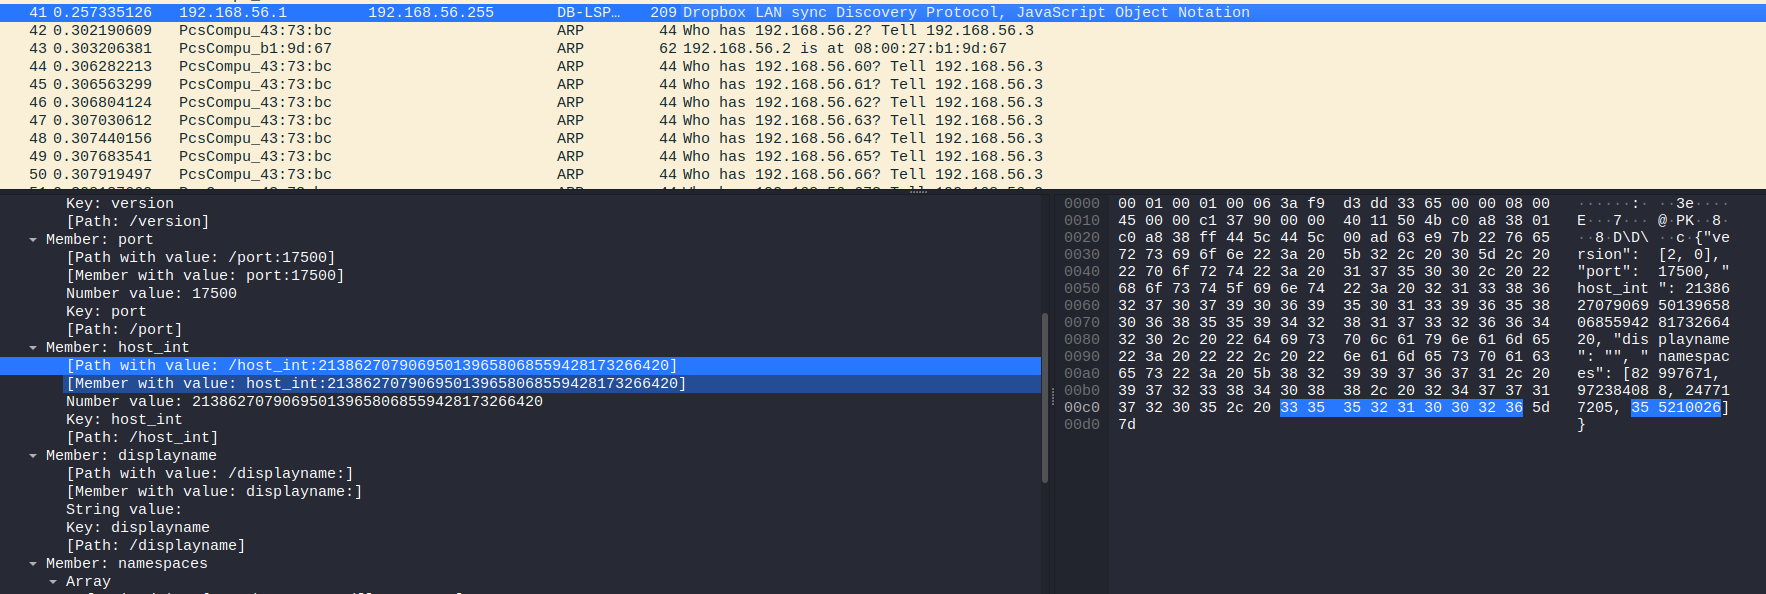 41 0.257335126 192.168.56.1 192.168.56.255 DB-LSP… 209 Dropbox LAN sync Discovery Protocol, JavaScript Object Notation
42 0.302190609 PcsCompu_43:73:bc ARP 44 Who has 192.168.56.2? Tell 192.168.56.3
43 0.303206381 PcsCompu_b1:9d:67 ARP 62 192.168.56.2 is at 08:00:27:b1:9d:67
44 0.306282213 PcsCompu_43:73:bc ARP 44 Who has 192.168.56.60? Tell 192.168.56.3
45 0.306563299 PcsCompu_43:73:bc ARP 44 Who has 192.168.56.61? Tell 192.168.56.3
46 0.306804124 PcsCompu_43:73:bc ARP 44 Who has 192.168.56.62? Tell 192.168.56.3
47 0.307030612 PcsCompu_43:73:bc ARP 44 Who has 192.168.56.63? Tell 192.168.56.3
48 0.307440156 PcsCompu_43:73:bc ARP 44 Who has 192.168.56.64? Tell 192.168.56.3
49 0.307683541 PcsCompu_43:73:bc ARP 44 Who has 192.168.56.65? Tell 192.168.56.3
50 0.307919497 PcsCompu_43:73:bc ARP 44 Who has 192.168.56.66? Tell 192.168.56.3
Key: version
[Path: /version]
Member: port
[Path with value: /port:17500]
[Member with value: port:17500]
Number value: 17500
Key: port
[Path: /port]
Member: host_int
[Path with value: /host_int:213862707906950139658068559428173266420]
[Member with value: host_int:213862707906950139658068559428173266420]
Number value: 213862707906950139658068559428173266420
Key: host_int
[Path: /host_int]
Member: displayname
[Path with value: /displayname:]
[Member with value: displayname:]
String value:
Key: displayname
[Path: /displayname]
Member: namespaces
Array
0000 00 01 00 01 00 06 3a f9 d3 dd 33 65 00 00 08 00 ······:· ··3e····
0010 45 00 00 c1 37 90 00 00 40 11 50 4b c0 a8 38 01 E···7··· @·PK··8·
0020 c0 a8 38 ff 44 5c 44 5c 00 ad 63 e9 7b 22 76 65 ··8·D\D\ ··c·{"ve
0030 72 73 69 6f 6e 22 3a 20 5b 32 2c 20 30 5d 2c 20 rsion": [2, 0],
0040 22 70 6f 72 74 22 3a 20 31 37 35 30 30 2c 20 22 "port": 17500, "
0050 68 6f 73 74 5f 69 6e 74 22 3a 20 32 31 33 38 36 host_int ": 21386
0060 32 37 30 37 39 30 36 39 35 30 31 33 39 36 35 38 27079069 50139658
0070 30 36 38 35 35 39 34 32 38 31 37 33 32 36 36 34 06855942 81732664
0080 32 30 2c 20 22 64 69 73 70 6c 61 79 6e 61 6d 65 20, "dis playname
0090 22 3a 20 22 22 2c 20 22 6e 61 6d 65 73 70 61 63 ": "", " namespac
00a0 65 73 22 3a 20 5b 38 32 39 39 37 36 37 31 2c 20 es": [82 997671,
00b0 39 37 32 33 38 34 30 38 38 2c 20 32 34 37 37 31 97238408 8, 24771
00c0 37 32 30 35 2c 20 33 35 35 32 31 30 30 32 36 5d 7205, 35 5210026]
00d0 7d }